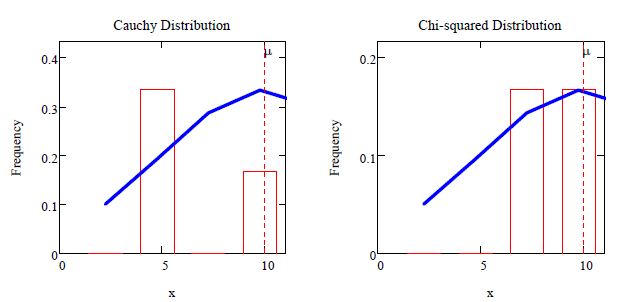 Cauchy Distribution
μ
0.4
0.3
0.2
0.1
0
Frequency
0
5
10
x
Chi-squared Distribution
μ
0.2
0.1
0
Frequency
0
5
10
x